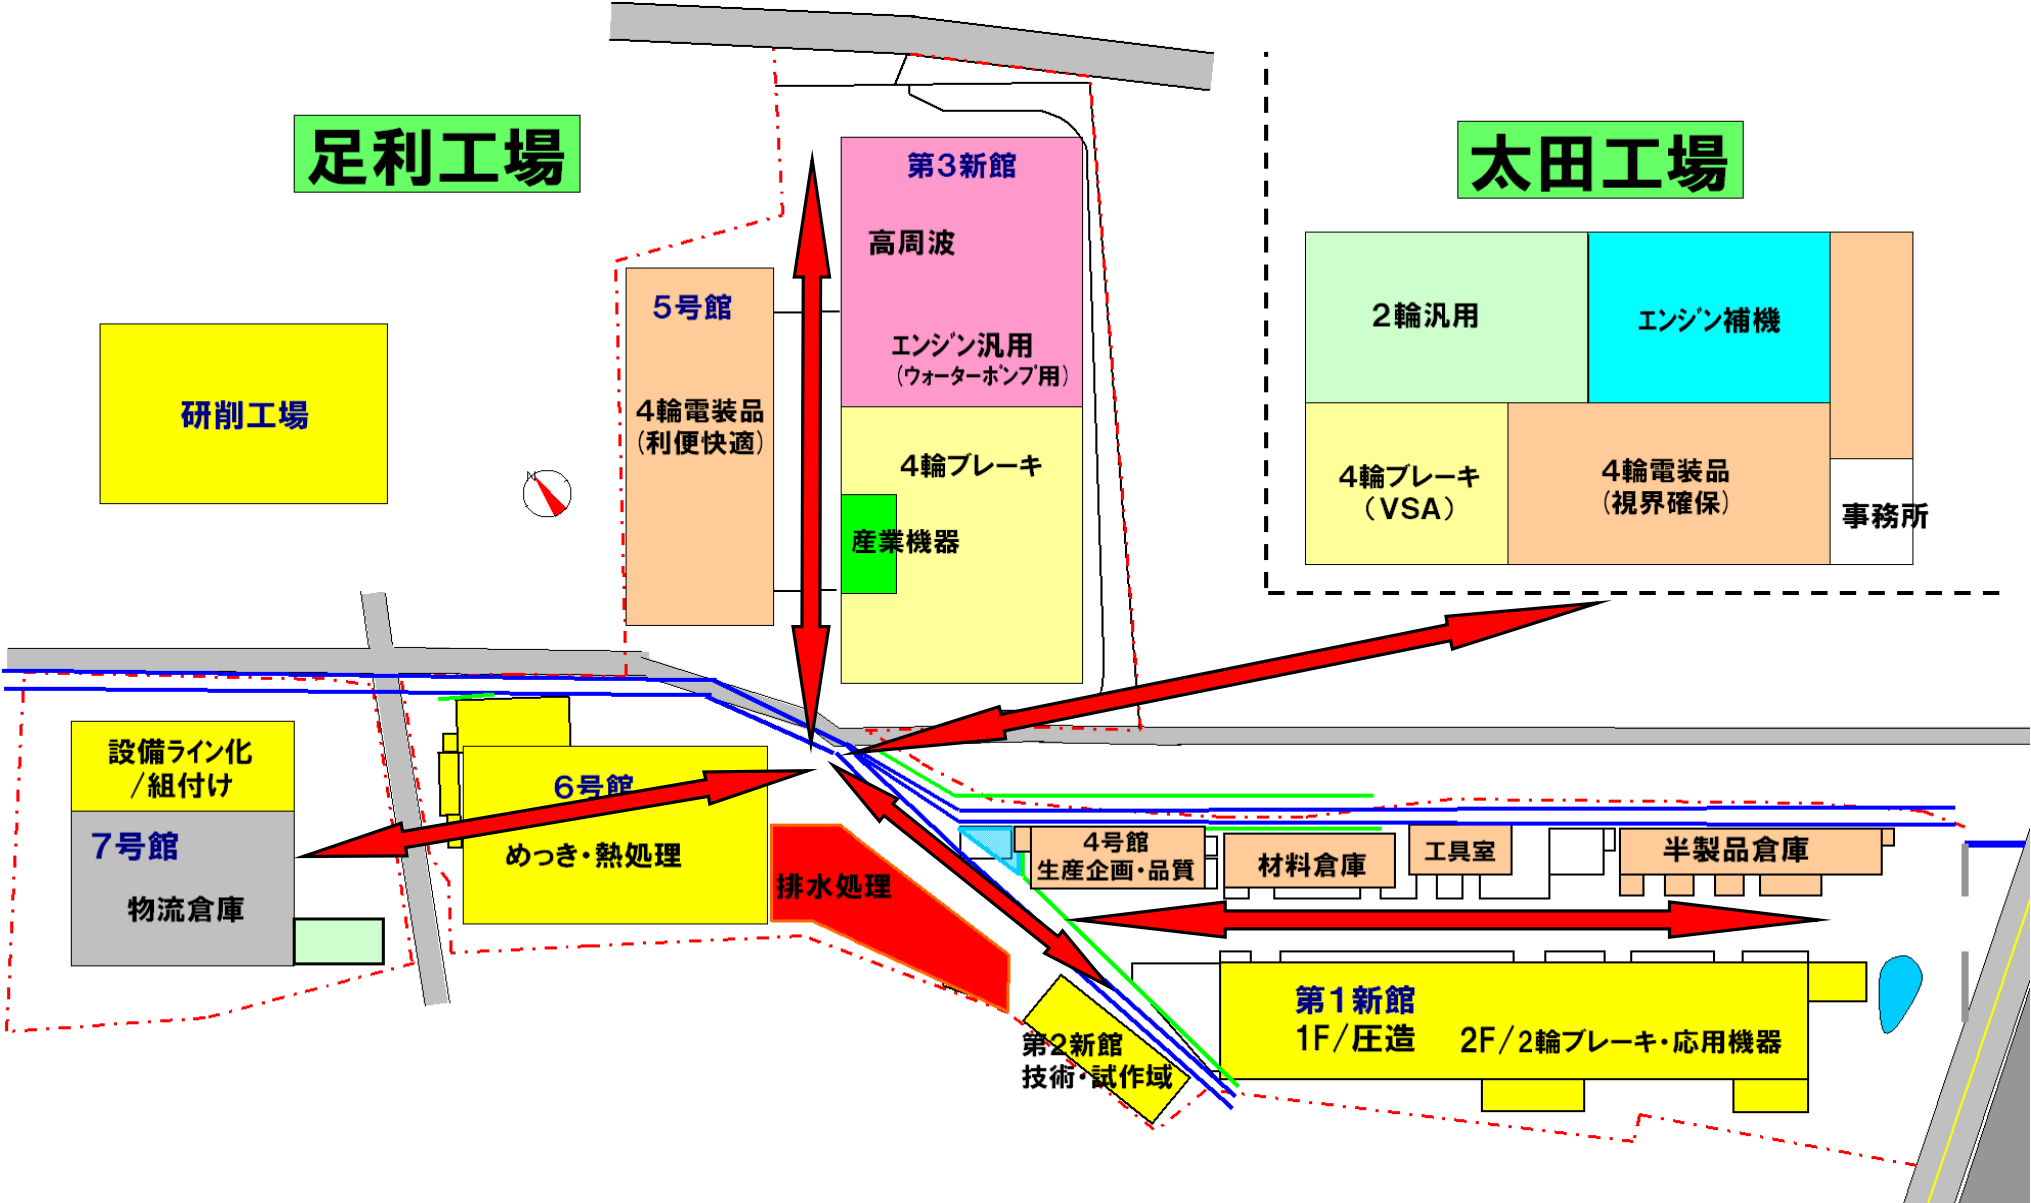 足利工場
太田工場
第3新館
高周波
エンジン汎用
(ウォーターポンプ用)
5号館
4輪電装品
(利便快適)
4輪ブレーキ
産業機器
研削工場
N
2輪汎用
エンジン補機
4輪ブレーキ
(VSA)
4輪電装品
(視界確保)
事務所
設備ライン化
/組付け
7号館
物流倉庫
6号館
めっき・熱処理
排水処理
4号館
生産企画・品質
材料倉庫
工具室
半製品倉庫
第1新館
1F/圧造
2F/2輪ブレーキ・応用機器
第2新館
技術・試作域